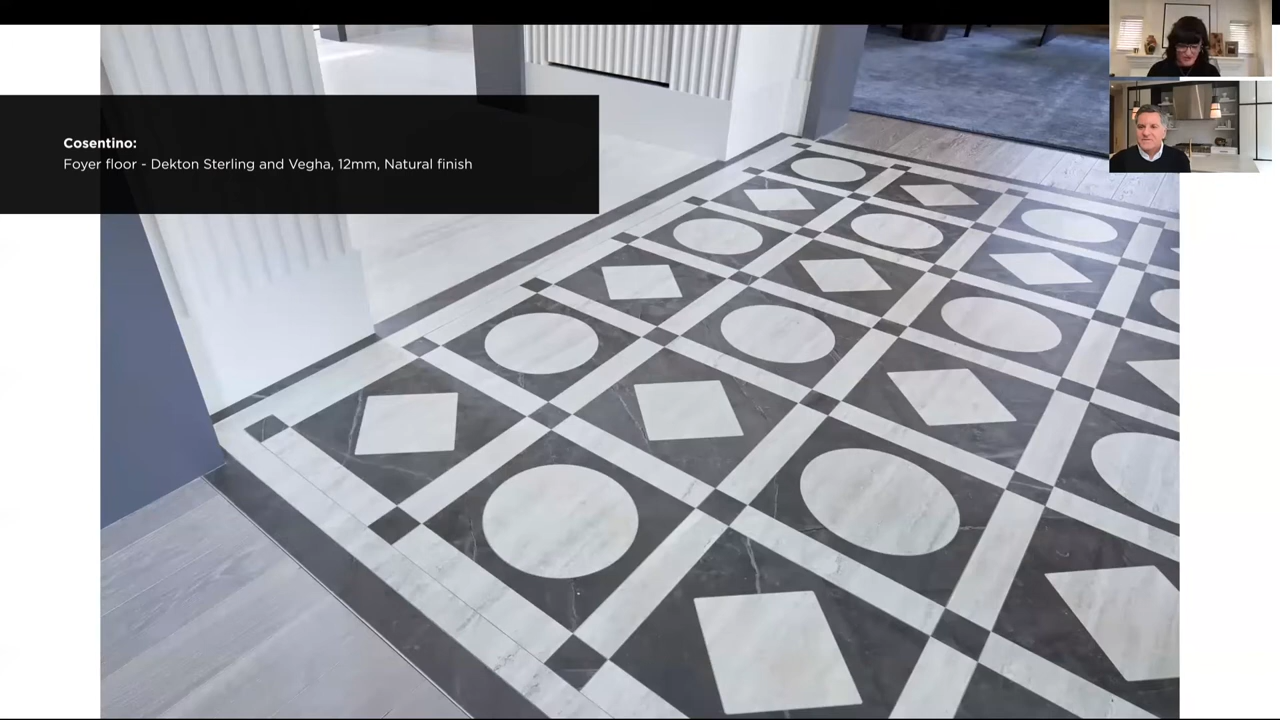 Cosentino:
Foyer floor - Dekton Sterling and Vegha, 12mm, Natural finish